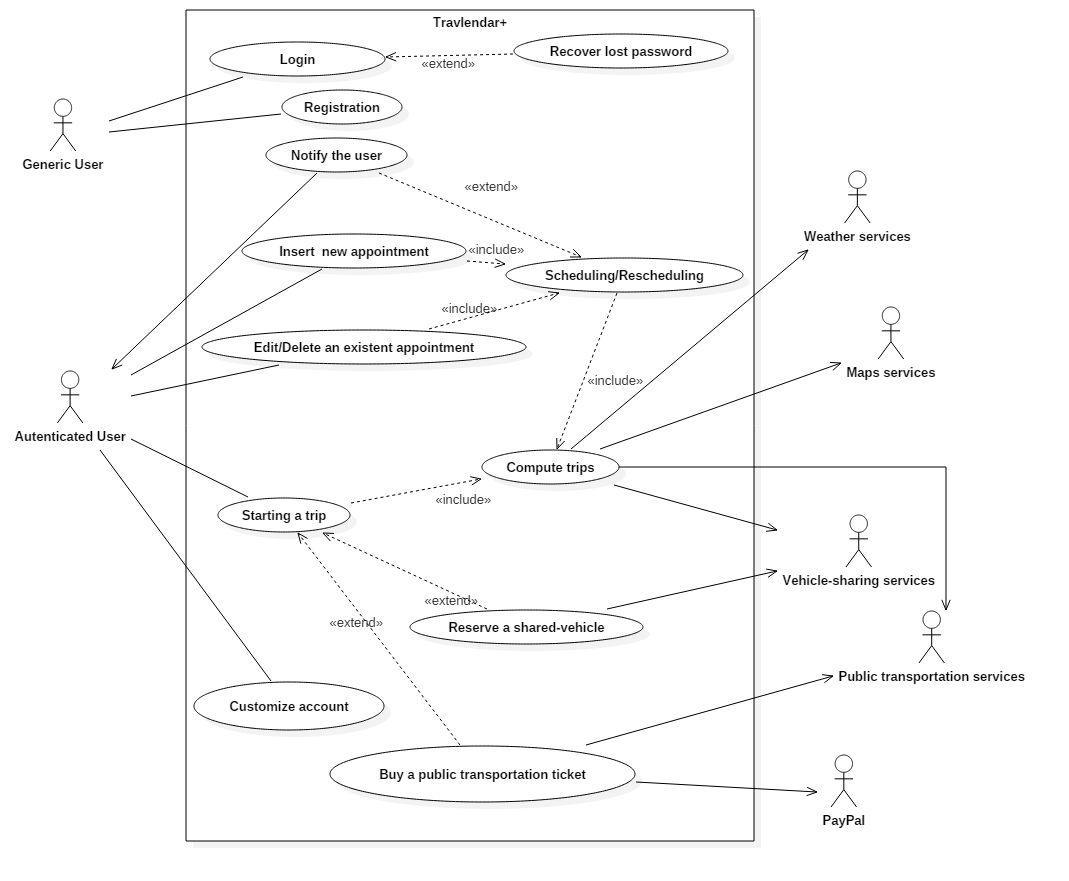 Travlendar+
Login
Recover lost password
«extend»
Registration
Generic User
Notify the user
«extend»
Weather services
Insert  new appointment
«include»
Scheduling/Rescheduling
«include»
Edit/Delete an existent appointment
Maps services
«include»
Autenticated User
Compute trips
«include»
Starting a trip
Vehicle-sharing services
«extend»
«extend»
Reserve a shared-vehicle
Public transportation services
Customize account
Buy a public transportation ticket
PayPal